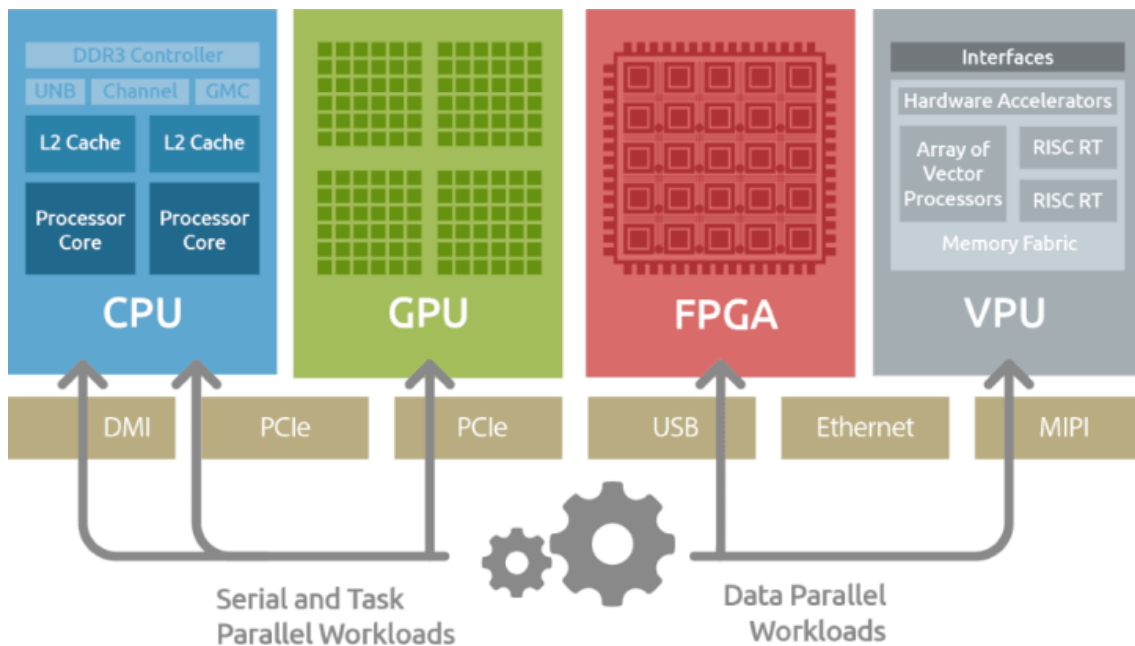 DDR3 Controller
UNB
Channel
GMC
L2 Cache
L2 Cache
Processor
Core
Processor
Core
CPU
GPU
FPGA
Interfaces
Hardware Accelerators
Array of
Vector
Processors
RISC RT
RISC RT
Memory Fabric
VPU
DMI
PCIe
PCIe
USB
Ethernet
MIPI
Serial and Task
Parallel Workloads
Data Parallel
Workloads